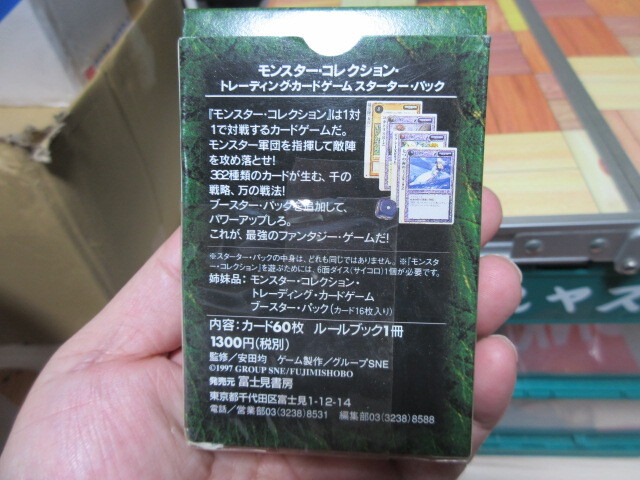 モンスター・コレクション・
トレーディング・カードゲーム スターター・パック
『モンスター・コレクション』は1対
1で対戦するカードゲームだ。
モンスター軍団を指揮して敵陣
を攻め落とせ!
362種類のカードが生む、千の
戦略、万の戦法!
ブースター・パックを追加して、
パワーアップしろ。
これが、最強のファンタジー・ゲームだ!
※スターター・パックの中身は、どれも同じではありません。※『モンス
ター・コレクション』を遊ぶためには、6面ダイス(サイコロ)1個が必要です。
姉妹品:モンスター・コレクション・
トレーディング・カードゲーム
ブースター・パック(カード16枚入り)
内容:カード60枚 ルールブック1冊
1300円(税別)
監修/安田均 ゲーム製作/グループSNE
©1997 GROUP SNE/FUJIMISHOBO
発売元 富士見書房
東京都千代田区富士見1-12-14
電話/営業部03(3238)8531 編集部03(3238)8588